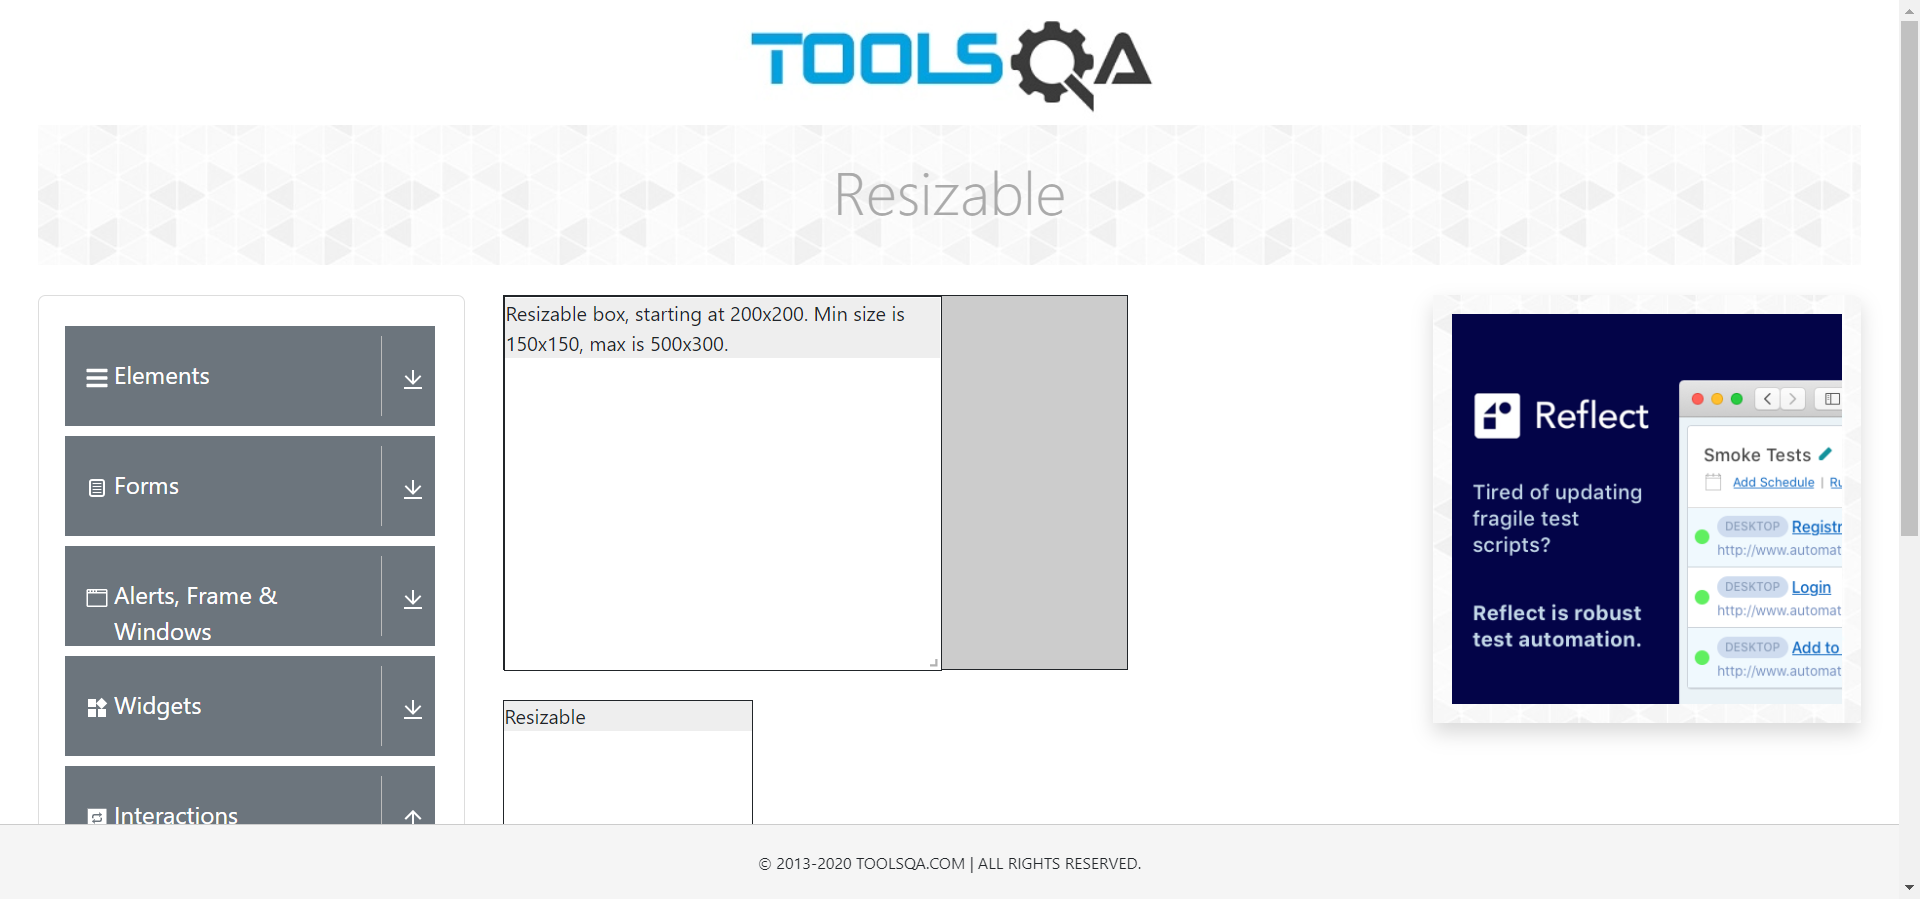 TOOLSQA
Resizable
Elements
Forms
Alerts, Frame &
Windows
Widgets
Interactions
Resizable box, starting at 200x200. Min size is
150x150, max is 500x300.
Resizable
Reflect
Tired of updating
fragile test
scripts?
Reflect is robust
test automation.
Smoke Tests
Add Schedule | Ru
DESKTOP Registr
http://www.automat
DESKTOP Login
http://www.automat
DESKTOP Add to
http://www.automat
© 2013-2020 TOOLSQA.COM | ALL RIGHTS RESERVED.